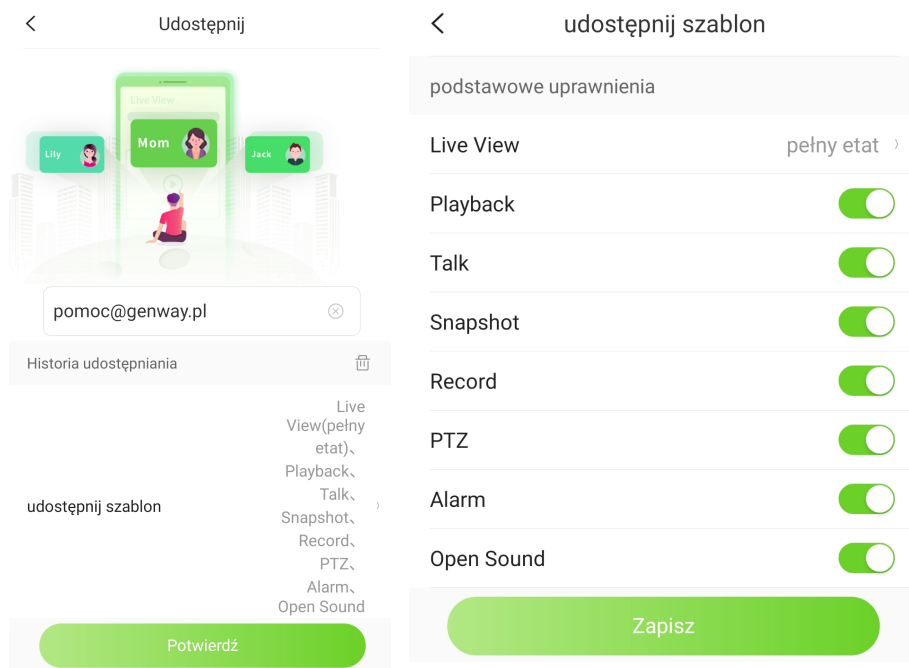 Udostępnij
Live View
Lily
Mom
Jack
pomoc@genway.pl
Historia udostępniania
udostępnij szablon
Live
View(pełny
etat)、
Playback、
Talk、
Snapshot、
Record、
PTZ、
Alarm、
Open Sound
Potwierdź
udostępnij szablon
podstawowe uprawnienia
Live View pełny etat
Playback
Talk
Snapshot
Record
PTZ
Alarm
Open Sound
Zapisz